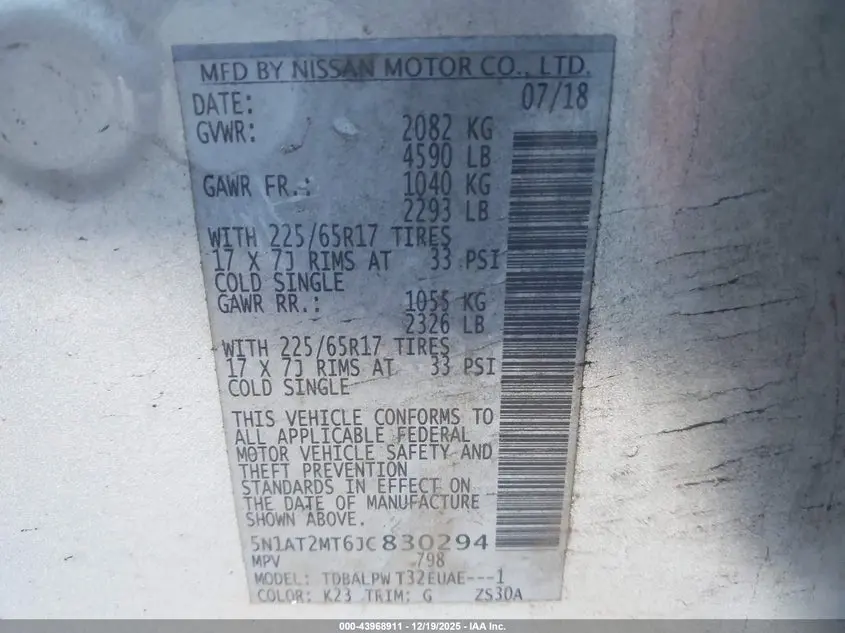 MFD BY NISSAN MOTOR CO., LTD.
DATE: 07/18
GVWR: 2082 KG
4590 LB
GAWR FR.: 1040 KG
2293 LB
WITH 225/65R17 TIRES
17 X 7J RIMS AT 33 PSI
COLD SINGLE
GAWR RR.: 1055 KG
2326 LB
WITH 225/65R17 TIRES
17 X 7J RIMS AT 33 PSI
COLD SINGLE
THIS VEHICLE CONFORMS TO
ALL APPLICABLE FEDERAL
MOTOR VEHICLE SAFETY AND
THEFT PREVENTION
STANDARDS IN EFFECT ON
THE DATE OF MANUFACTURE
SHOWN ABOVE.
5N1AT2MT6JC830294
MPV 798
MODEL: TDBALPW T32EUAE---1
COLOR: K23 TRIM: G ZS30A
000-43968911 - 12/19/2025 - IAA Inc.